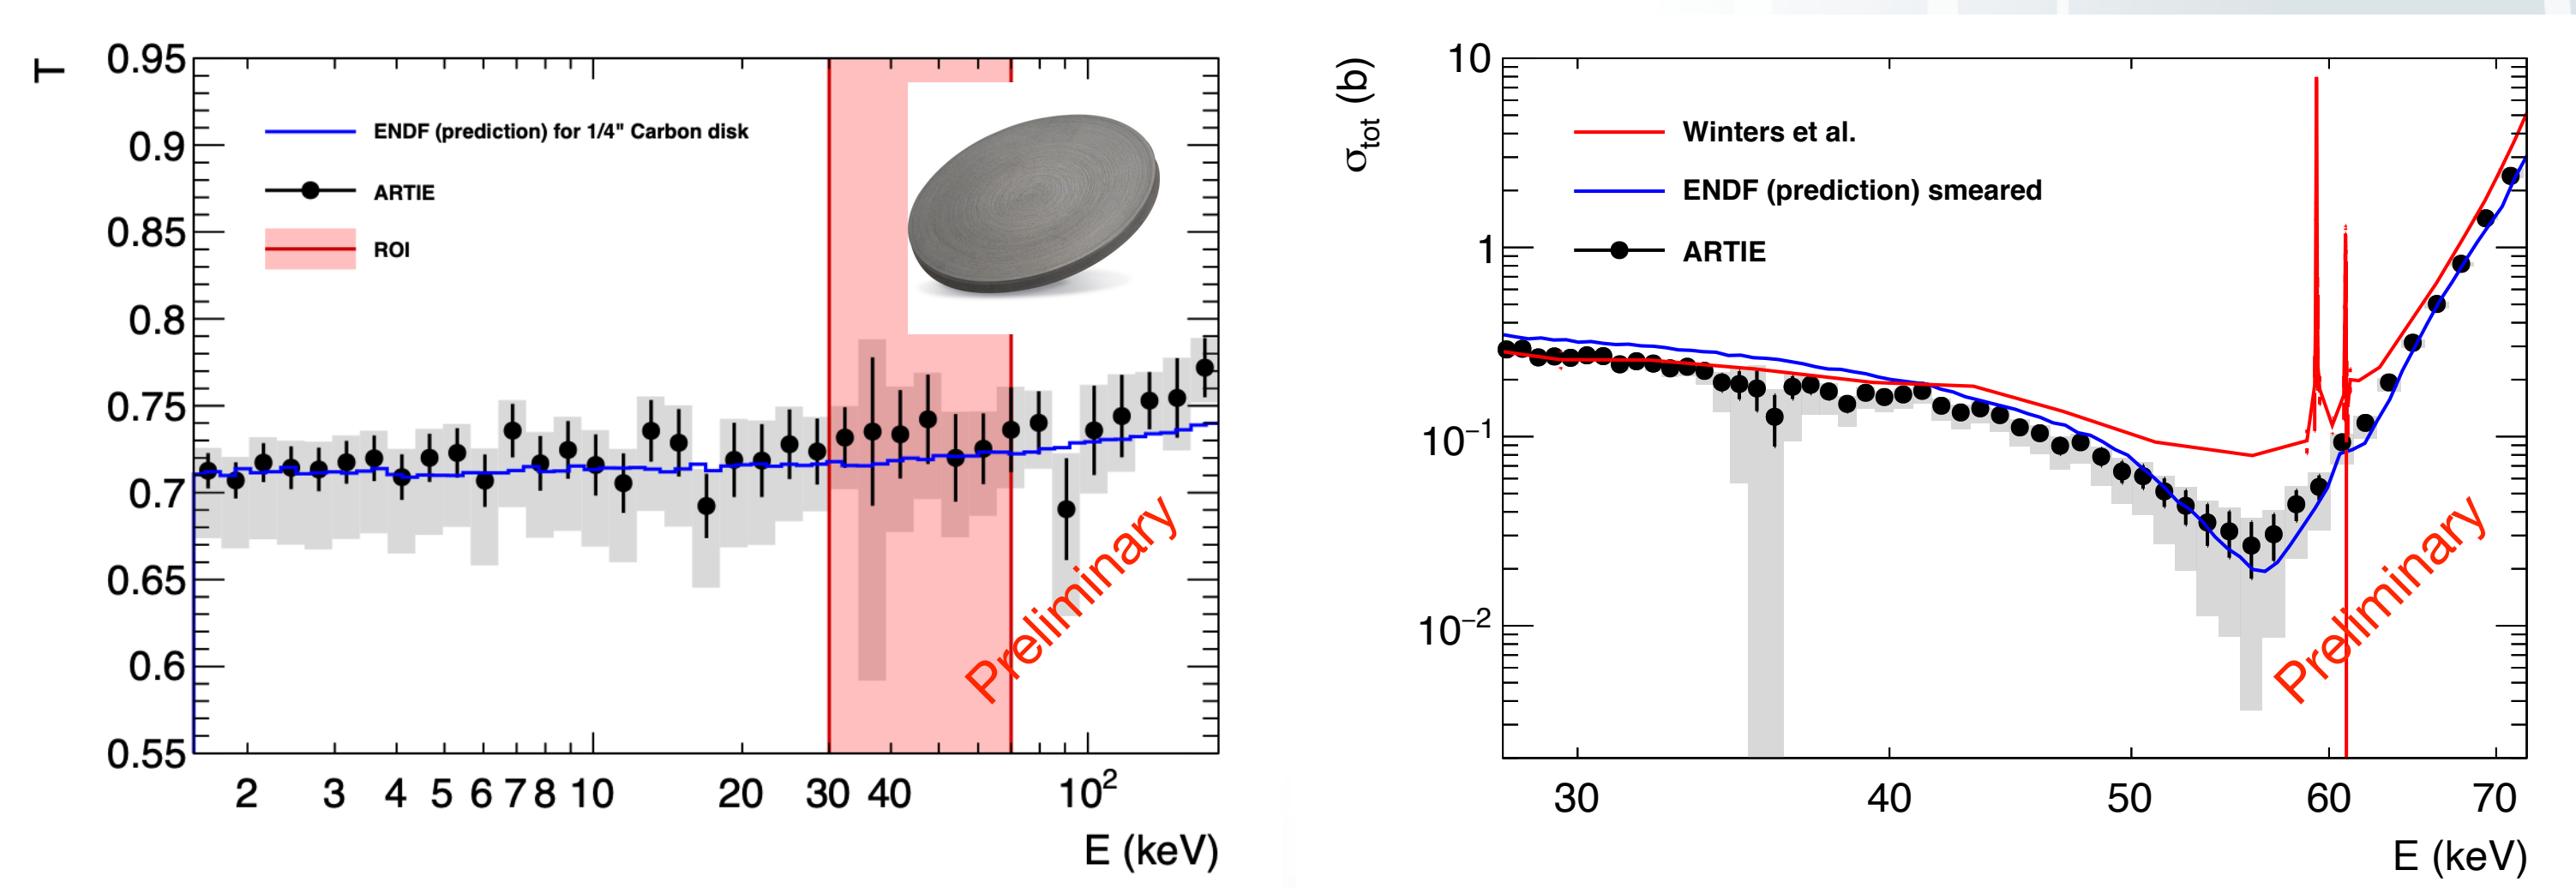 T
0.95
0.9
0.85
0.8
0.75
0.7
0.65
0.6
0.55
ENDF (prediction) for 1/4" Carbon disk
ARTIE
ROI
Preliminary
2 3 4 5 6 7 8 10 20 30 40 10²
E (keV)
σtot (b)
10
1
10⁻¹
10⁻²
Winters et al.
ENDF (prediction) smeared
ARTIE
Preliminary
30 40 50 60 70
E (keV)